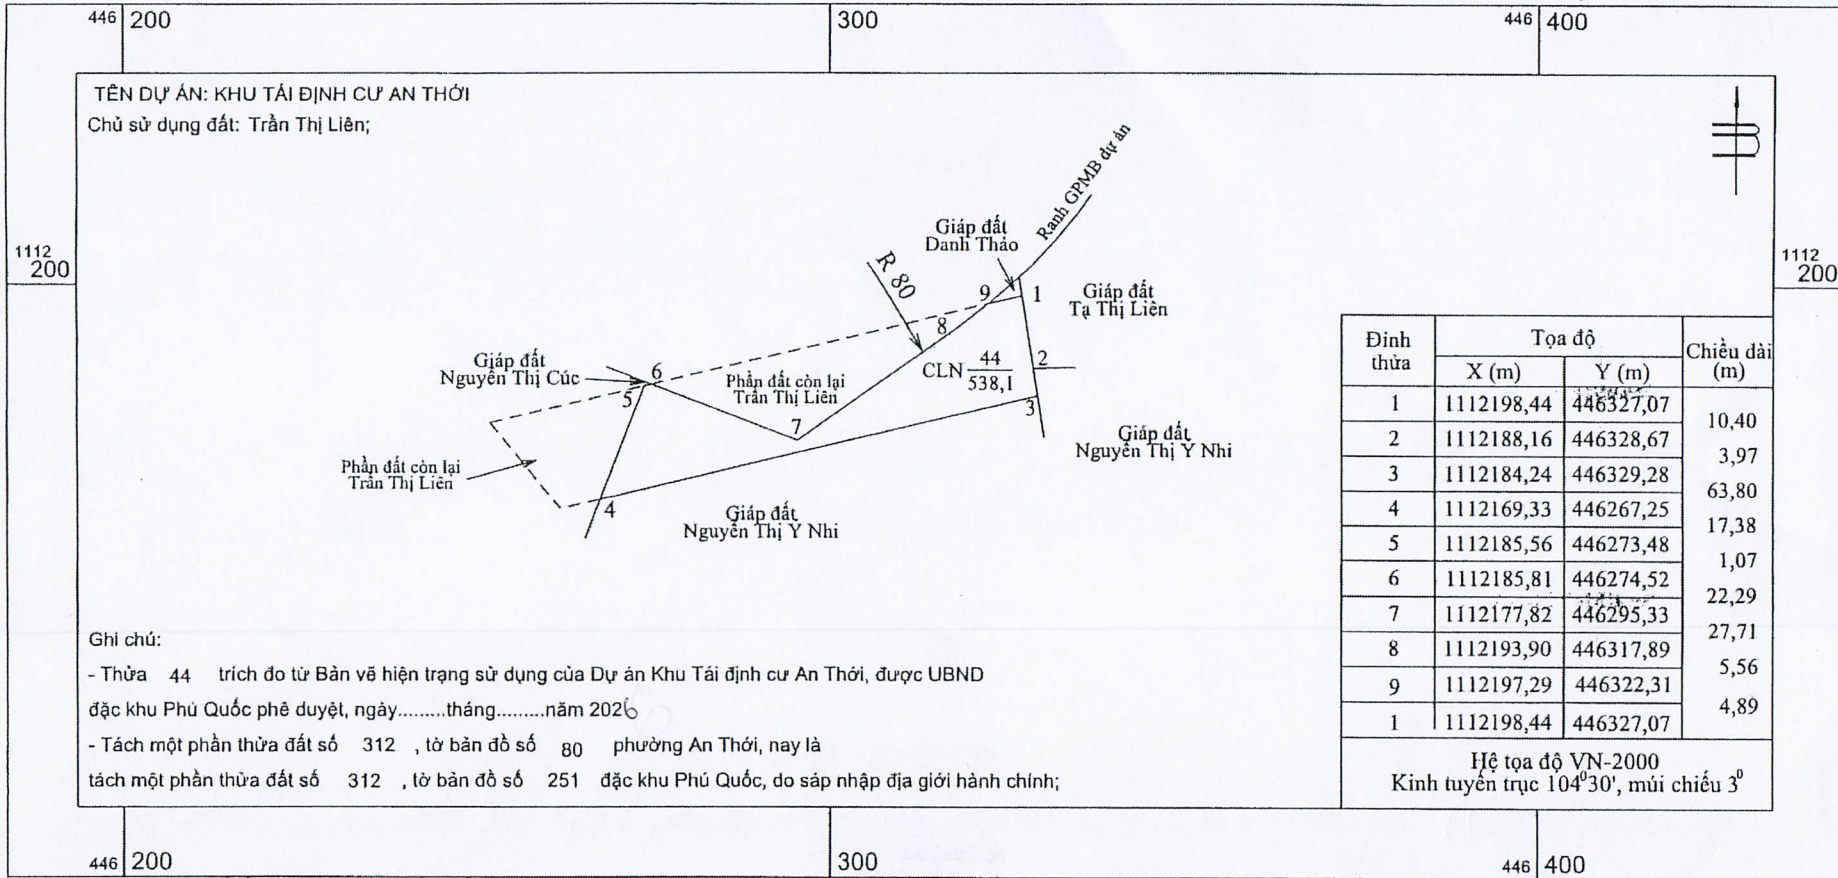 446 200
300
446 400
TÊN DỰ ÁN: KHU TÁI ĐỊNH CƯ AN THỚI
Chủ sử dụng đất: Trần Thị Liên;
1112
200
1112
200
Ranh GPMB dự án
Giáp đất
Danh Thảo
R 80
9
1
Giáp đất
Tạ Thị Liên
8
Giáp đất
Nguyễn Thị Cúc
6
5
Phần đất còn lại
Trần Thị Liên
CLN 44
538,1
2
3
7
Giáp đất
Nguyễn Thị Ý Nhi
Phần đất còn lại
Trần Thị Liên
4
Giáp đất
Nguyễn Thị Ý Nhi
Đỉnh thửa Tọa độ Chiều dài (m)
X (m) Y (m)
1 1112198,44 446327,07
10,40
2 1112188,16 446328,67
3,97
3 1112184,24 446329,28
63,80
4 1112169,33 446267,25
17,38
5 1112185,56 446273,48
1,07
6 1112185,81 446274,52
22,29
7 1112177,82 446295,33
27,71
8 1112193,90 446317,89
5,56
9 1112197,29 446322,31
4,89
1 1112198,44 446327,07
Hệ tọa độ VN-2000
Kinh tuyến trục 104⁰30', múi chiếu 3⁰
Ghi chú:
- Thửa 44 trích đo từ Bản vẽ hiện trạng sử dụng của Dự án Khu Tái định cư An Thới, được UBND
đặc khu Phú Quốc phê duyệt, ngày.........tháng.........năm 2026
- Tách một phần thửa đất số 312 , tờ bản đồ số 80 phường An Thới, nay là
tách một phần thửa đất số 312 , tờ bản đồ số 251 đặc khu Phú Quốc, do sáp nhập địa giới hành chính;
446 200
300
446 400